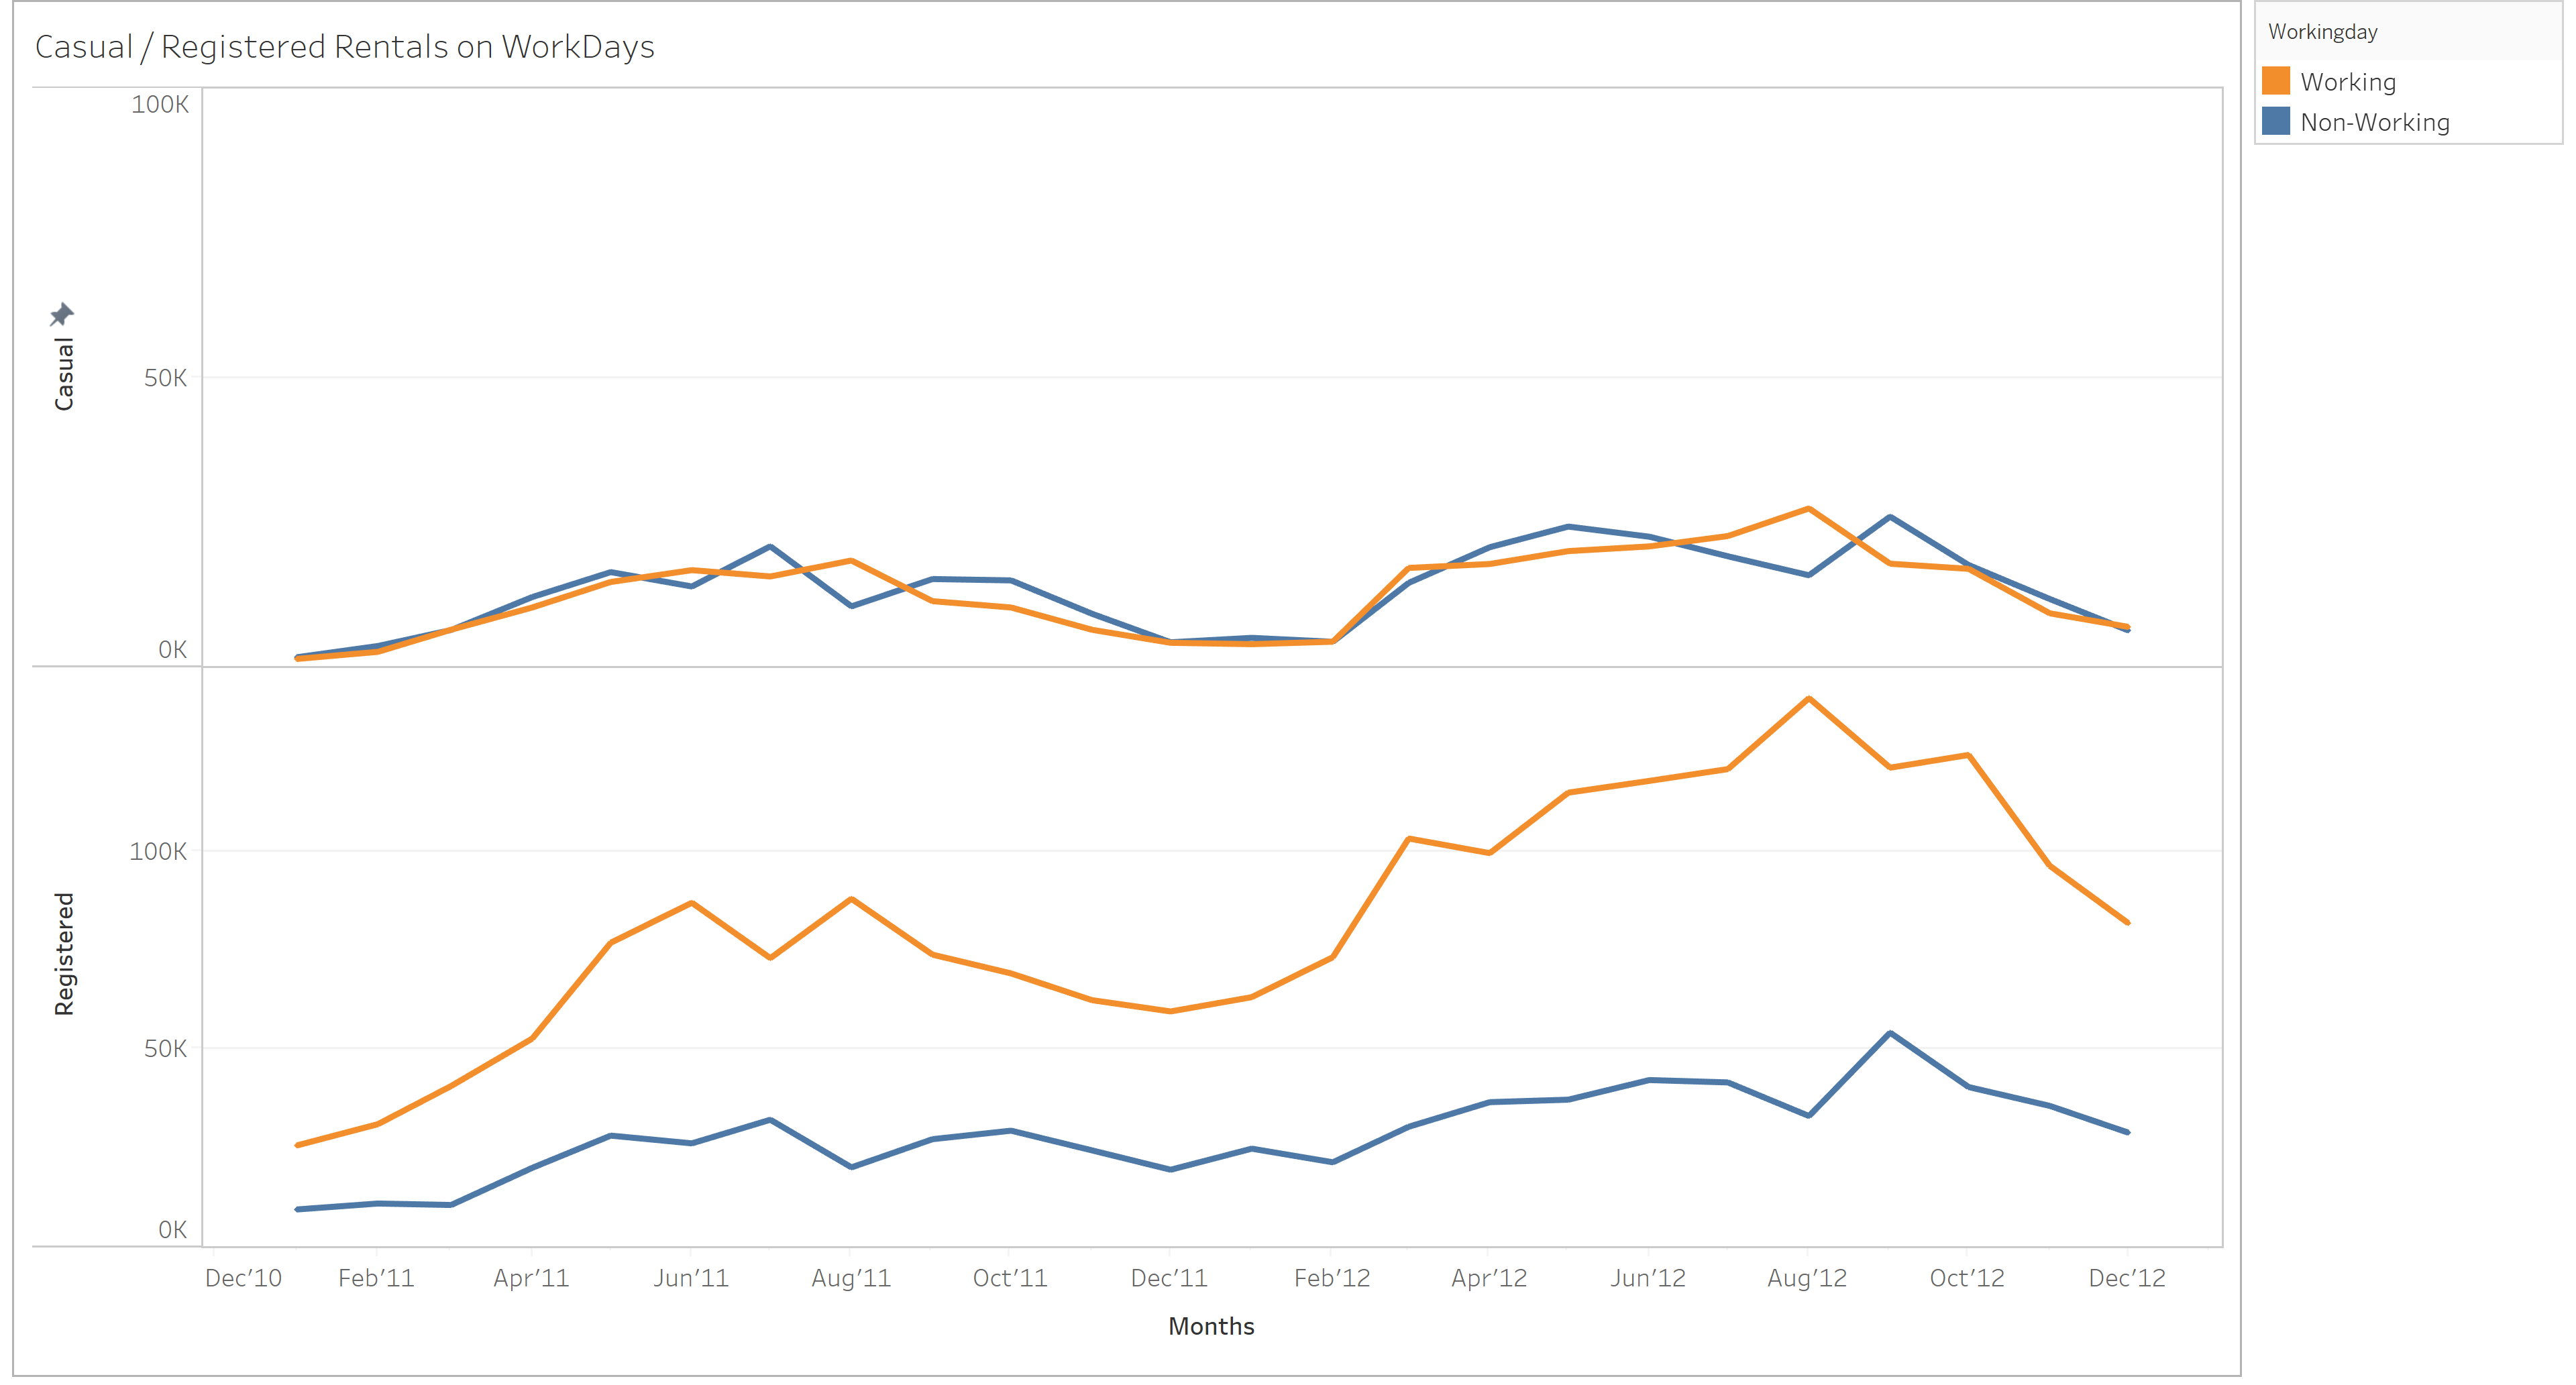 Casual / Registered Rentals on WorkDays
Workingday
Working
Non-Working
100K
50K
0K
Casual
100K
50K
0K
Registered
Dec'10 Feb'11 Apr'11 Jun'11 Aug'11 Oct'11 Dec'11 Feb'12 Apr'12 Jun'12 Aug'12 Oct'12 Dec'12
Months